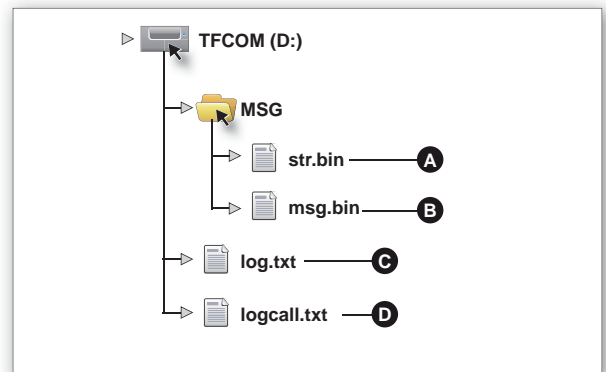 TFCOM (D:)
MSG
str.bin A
msg.bin B
log.txt C
logcall.txt D